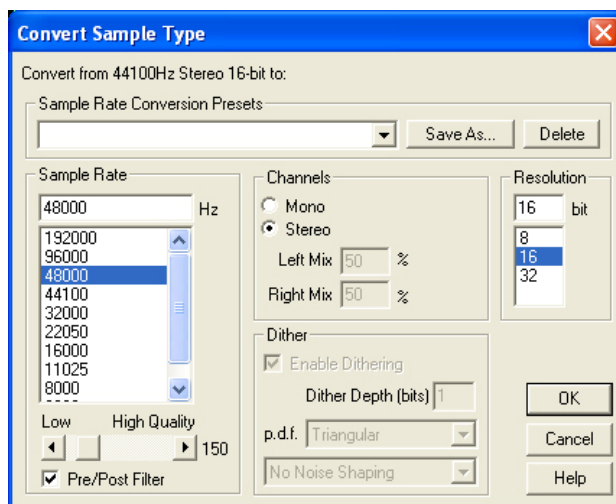 Convert Sample Type
Convert from 44100Hz Stereo 16-bit to:
Sample Rate Conversion Presets
Save As...
Delete
Sample Rate
48000 Hz
192000
96000
48000
44100
32000
22050
16000
11025
8000
Low High Quality
150
Pre/Post Filter
Channels
Mono
Stereo
Left Mix 50 %
Right Mix 50 %
Dither
Enable Dithering
Dither Depth (bits) 1
p.d.f. Triangular
No Noise Shaping
Resolution
16 bit
8
16
32
OK
Cancel
Help